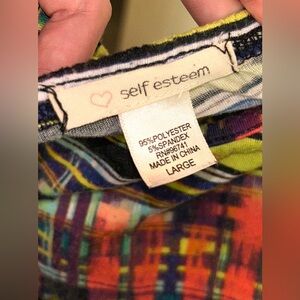 self esteem
95%POLYESTER
5%SPANDEX
RN#96741
MADE IN CHINA
LARGE